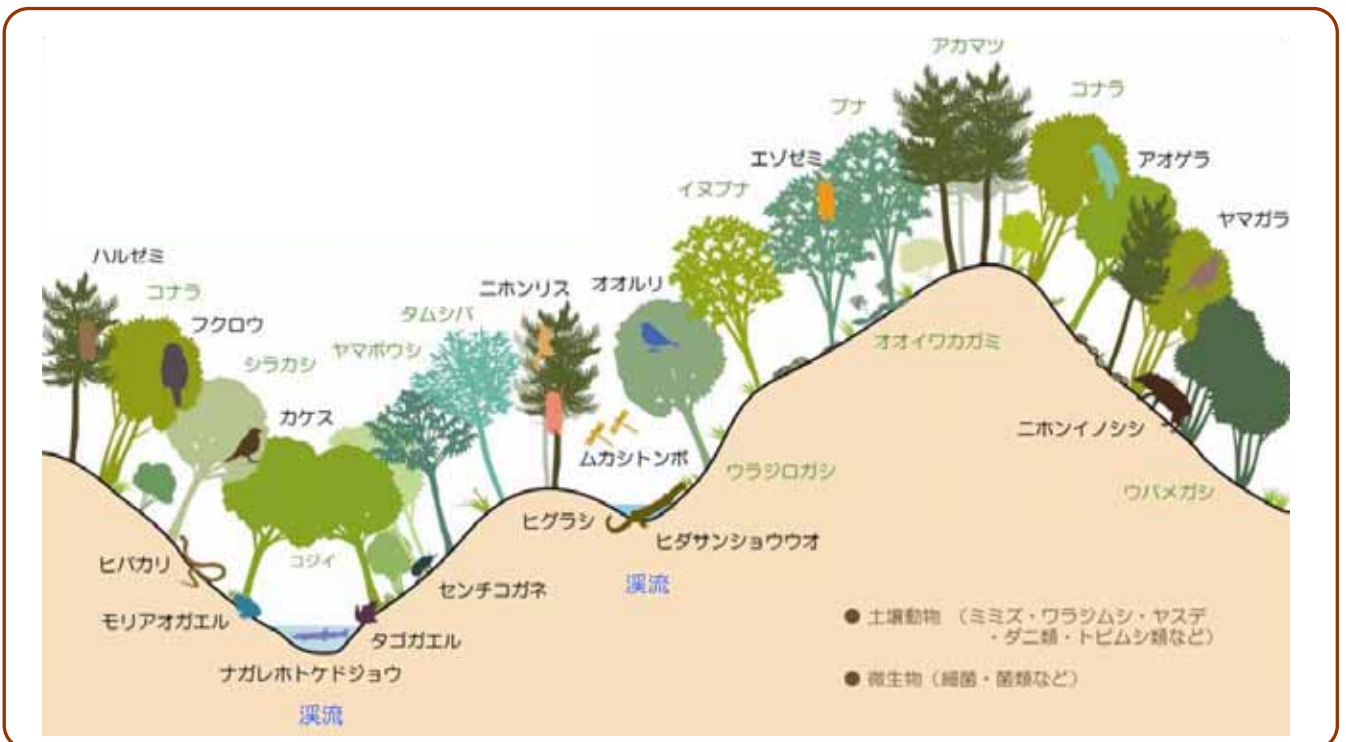 アカマツ
コナラ
ブナ
エゾゼミ
アオゲラ
イヌブナ
ヤマガラ
ハルゼミ
コナラ
フクロウ
シラカシ
カケス
ヤマボウシ
タムシバ
ニホンリス
オオルリ
オオイワカガミ
ニホンイノシシ
ムカシトンボ
ウラジロガシ
ウバメガシ
ヒグラシ
ヒダサンショウウオ
ヒバカリ
コジイ
センチコガネ
渓流
モリアオガエル
タゴガエル
ナガレホトケドジョウ
渓流
● 土壌動物 (ミミズ・ワラジムシ・ヤスデ
・ダニ類・トビムシ類など)
● 微生物(細菌・菌類など)